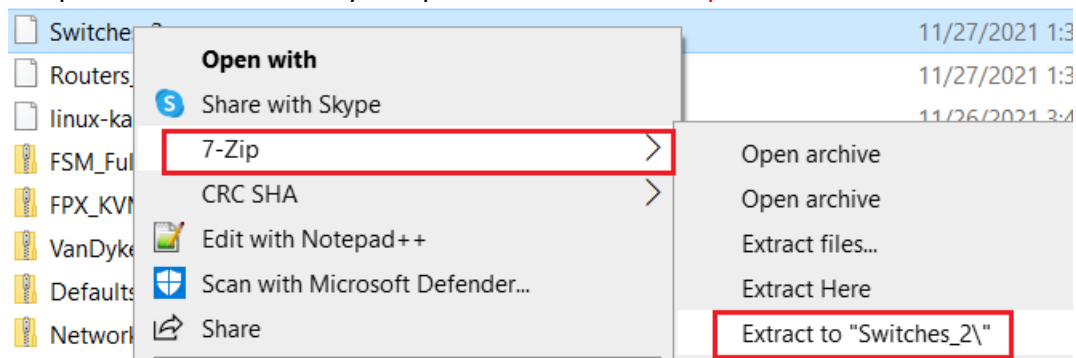 Switche
11/27/2021 1:3
Open with
Routers_
11/27/2021 1:3
Share with Skype
linux-ka
11/26/2021 3:4
7-Zip
Open archive
FSM_Ful
CRC SHA
Open archive
FPX_KVM
Edit with Notepad++
Extract files...
VanDyke
Scan with Microsoft Defender...
Extract Here
Defaults
Share
Extract to "Switches_2\"
Network